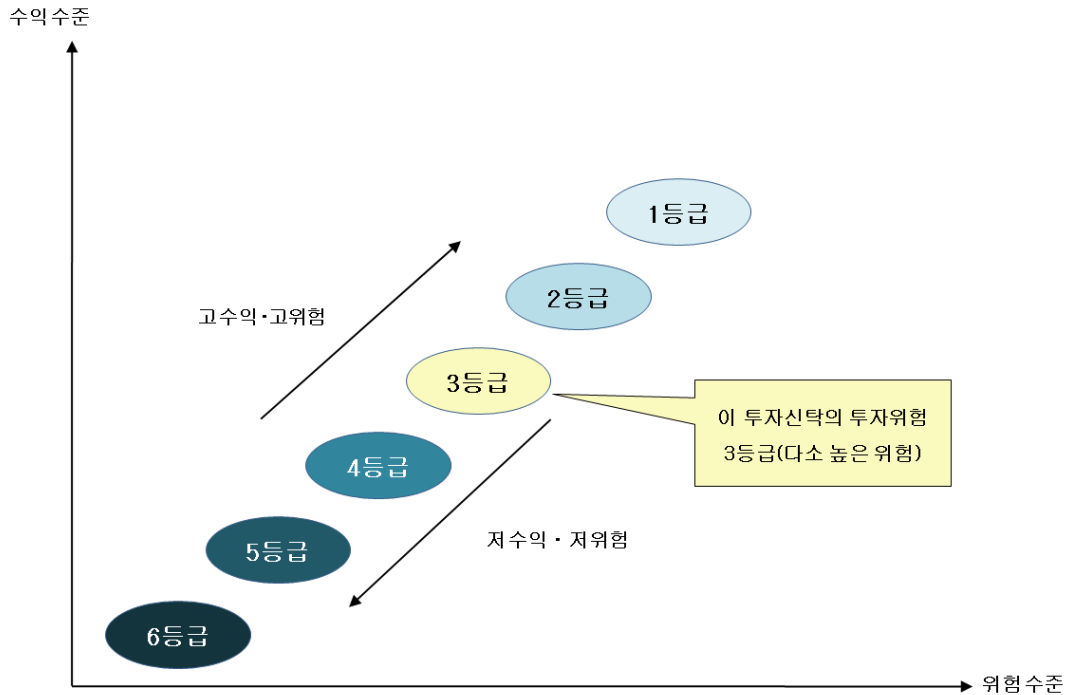 수익수준
1등급
2등급
고수익·고위험
3등급
이 투자신탁의 투자위험
3등급(다소 높은 위험)
4등급
저수익 · 저위험
5등급
6등급
위험수준